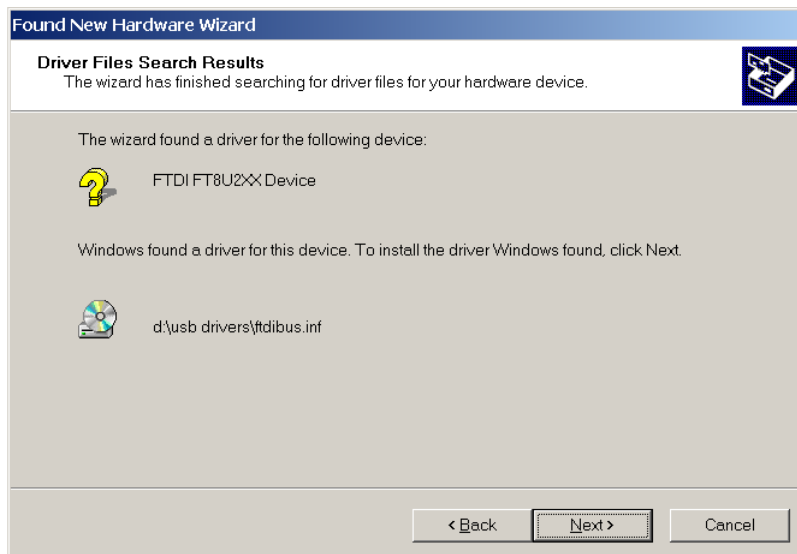 Found New Hardware Wizard
Driver Files Search Results
The wizard has finished searching for driver files for your hardware device.
The wizard found a driver for the following device:
FTDI FT8U2XX Device
Windows found a driver for this device. To install the driver Windows found, click Next.
d:\usb drivers\ftdibus.inf
< Back Next > Cancel